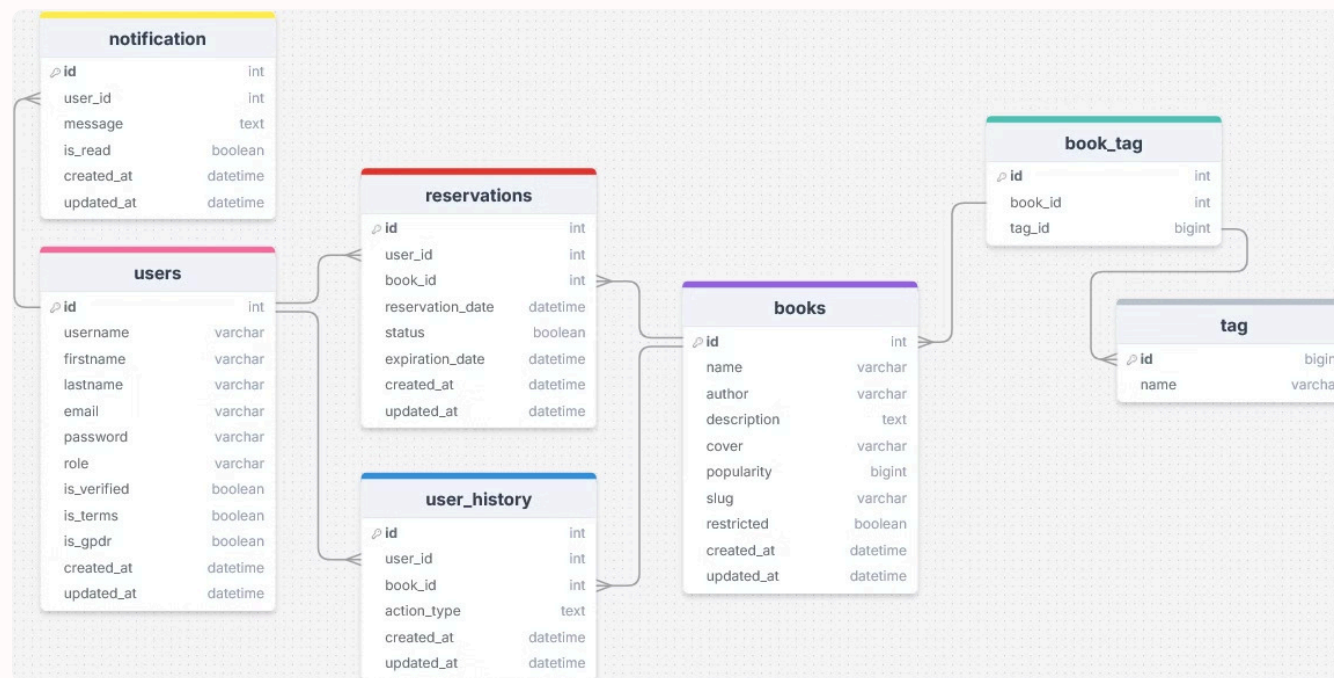 notification
id int
user_id int
message text
is_read boolean
created_at datetime
updated_at datetime
users
id int
username varchar
firstname varchar
lastname varchar
email varchar
password varchar
role varchar
is_verified boolean
is_terms boolean
is_gpdr boolean
created_at datetime
updated_at datetime
reservations
id int
user_id int
book_id int
reservation_date datetime
status boolean
expiration_date datetime
created_at datetime
updated_at datetime
user_history
id int
user_id int
book_id int
action_type text
created_at datetime
updated_at datetime
books
id int
name varchar
author varchar
description text
cover varchar
popularity bigint
slug varchar
restricted boolean
created_at datetime
updated_at datetime
book_tag
id int
book_id int
tag_id bigint
tag
id
name